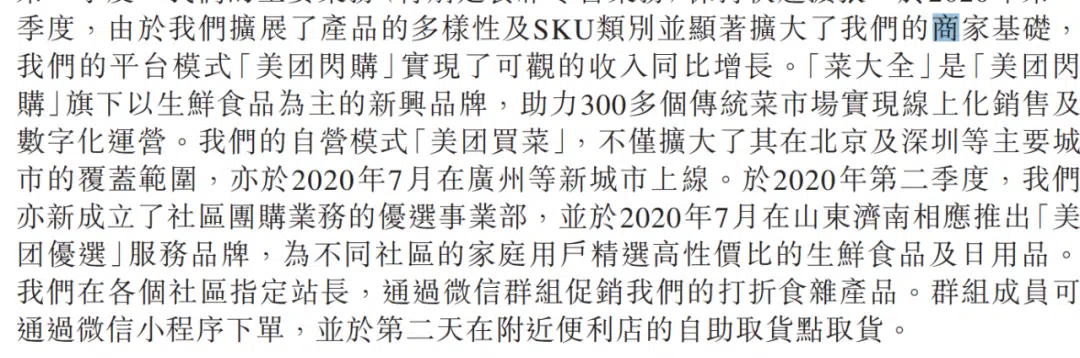 季度，由於我們擴展了產品的多樣性及SKU類別並顯著擴大了我們的商家基礎，
我們的平台模式「美团閃購」實現了可觀的收入同比增長。「菜大全」是「美团閃
購」旗下以生鮮食品為主的新興品牌，助力300多個傳統菜市場實現線上化銷售及
數字化運營。我們的自營模式「美团買菜」，不僅擴大了其在北京及深圳等主要城
市的覆蓋範圍，亦於2020年7月在廣州等新城市上線。於2020年第二季度，我們
亦新成立了社區團購業務的優選事業部，並於2020年7月在山東濟南相應推出「美
团優選」服務品牌，為不同社區的家庭用戶精選高性價比的生鮮食品及日用品。
我們在各個社區指定站長，通過微信群組促銷我們的打折食雜產品。群組成員可
通過微信小程序下單，並於第二天在附近便利店的自助取貨點取貨。